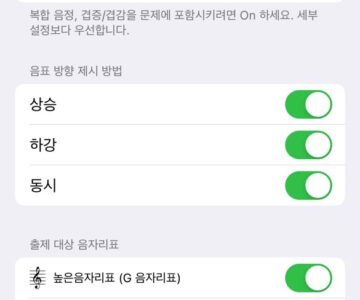 복합 음정, 겹증/겹감을 문제에 포함시키려면 On 하세요. 세부
설정보다 우선합니다.
음표 방향 제시 방법
상승
하강
동시
출제 대상 음자리표
높은음자리표 (G 음자리표)